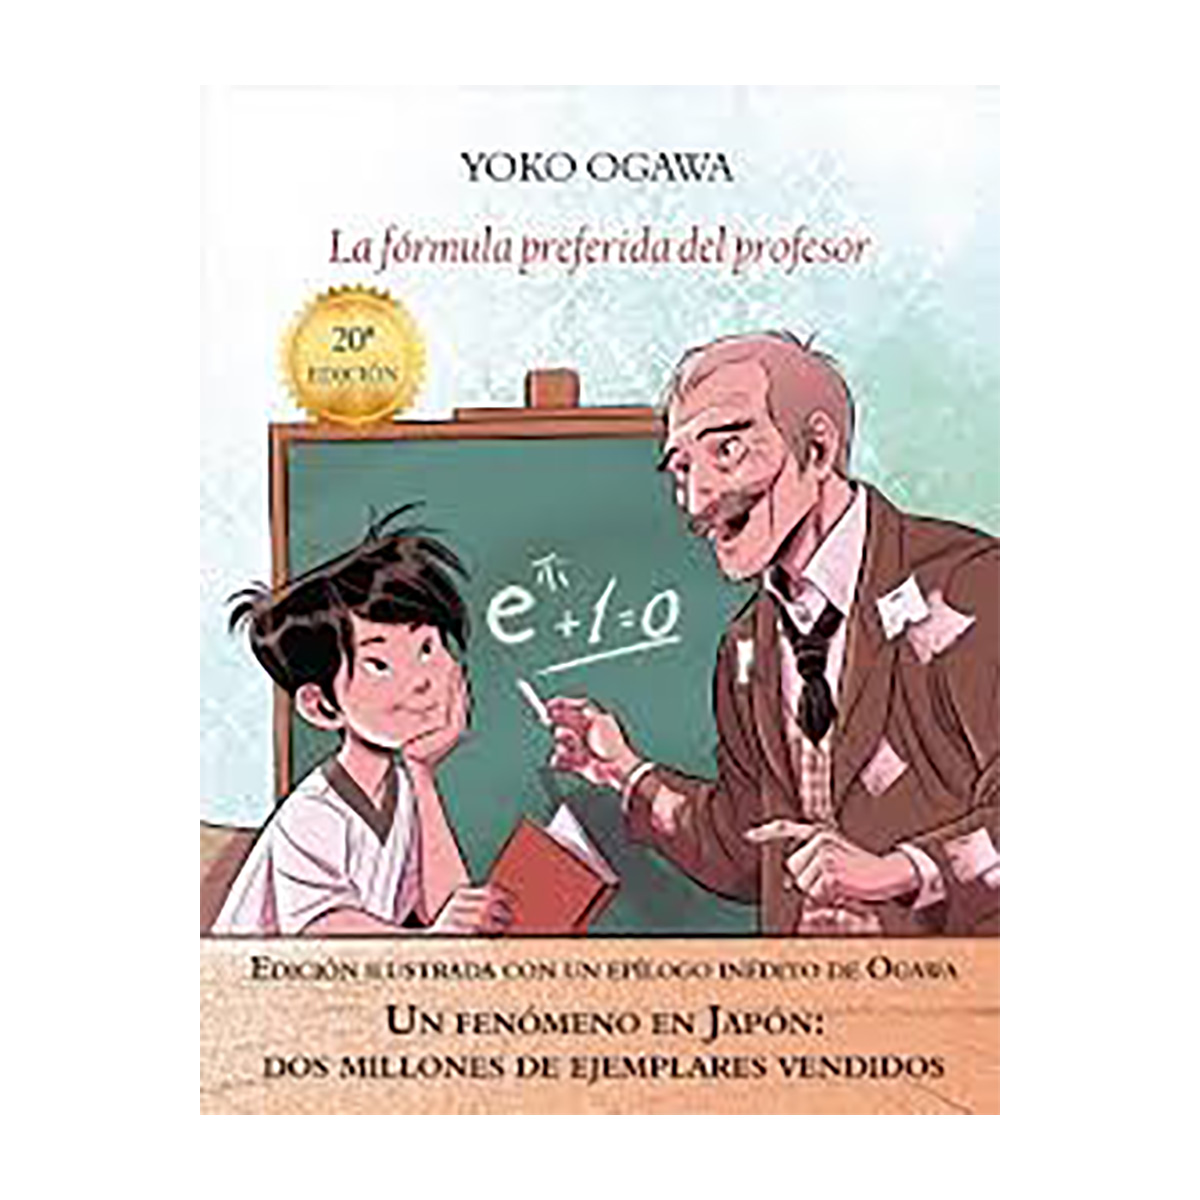 YOKO OGAWA
La fórmula preferida del profesor
20ª
EDICIÓN
e^πi + 1 = 0
EDICIÓN ILUSTRADA CON UN EPÍLOGO INÉDITO DE OGAWA
UN FENÓMENO EN JAPÓN:
DOS MILLONES DE EJEMPLARES VENDIDOS